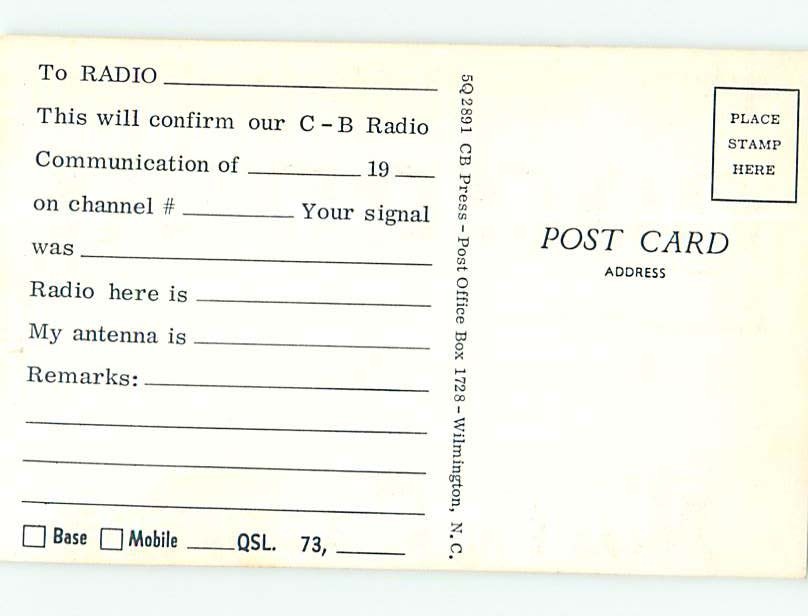 To RADIO
This will confirm our C-B Radio
Communication of 19
on channel # Your signal
was
Radio here is
My antenna is
Remarks:
Base Mobile QSL. 73,
5Q2891 CB Press - Post Office Box 1728 - Wilmington, N.C.
PLACE
STAMP
HERE
POST CARD
ADDRESS